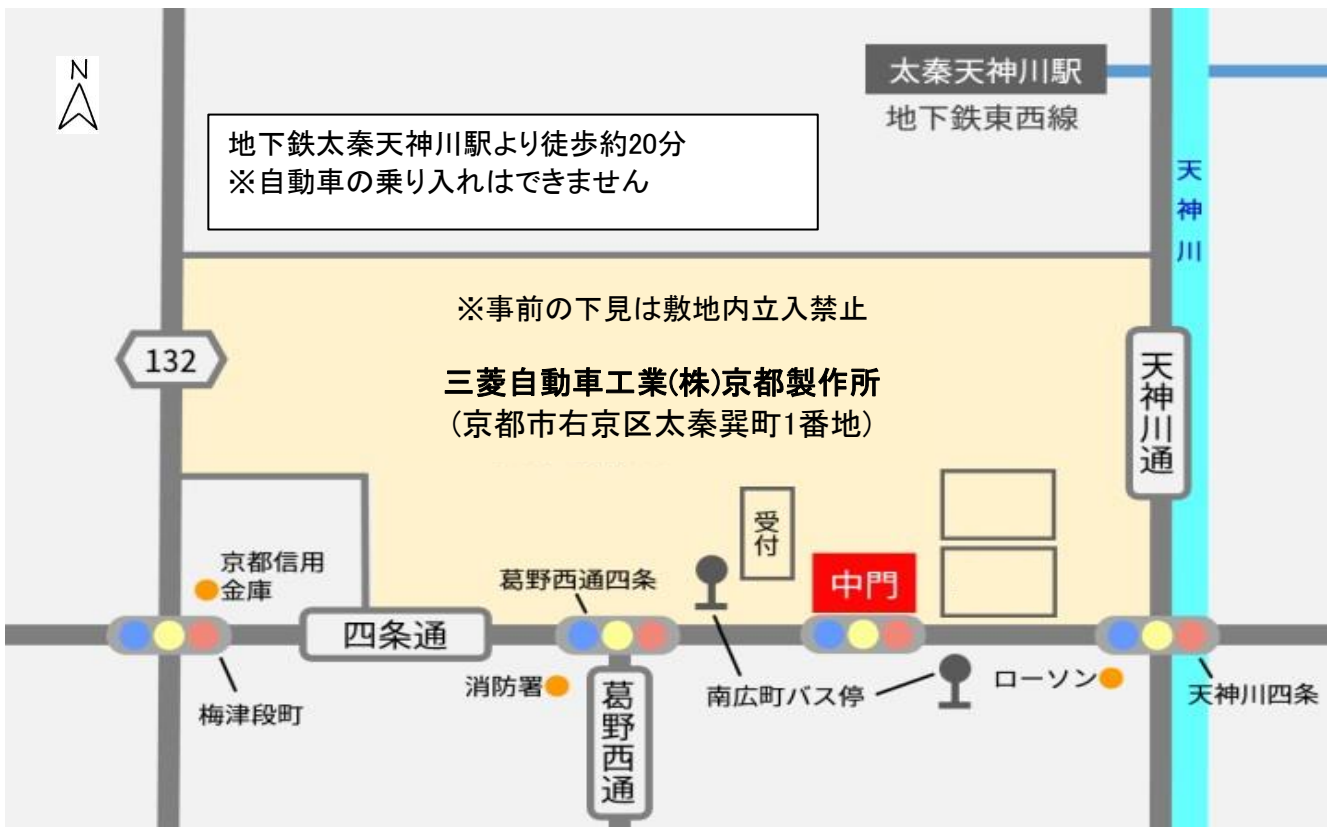 N
太秦天神川駅
地下鉄東西線
地下鉄太秦天神川駅より徒歩約20分
※自動車の乗り入れはできません
天神川
※事前の下見は敷地内立入禁止
132
三菱自動車工業(株)京都製作所
(京都市右京区太秦巽町1番地)
天神川通
受付
京都信用
金庫
葛野西通四条
中門
四条通
消防署
葛野西通
南広町バス停
ローソン
梅津段町
天神川四条